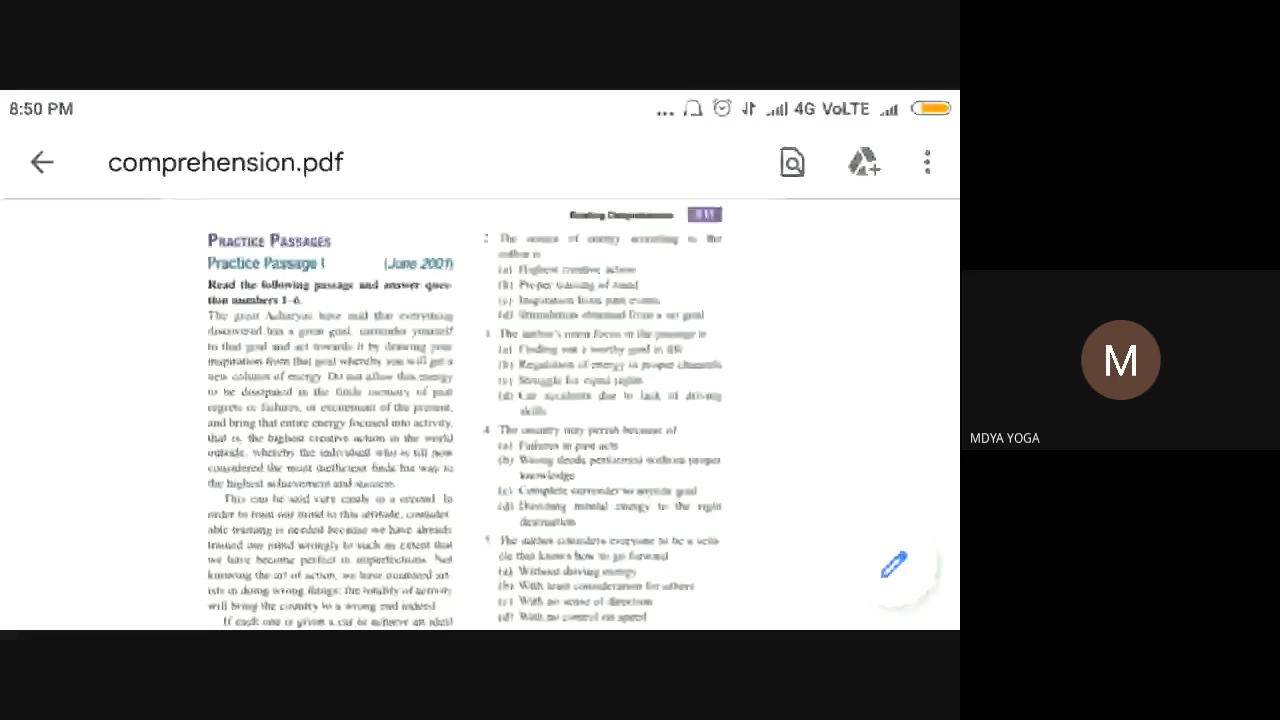 8:50 PM
... 4G VoLTE
comprehension.pdf
Reading Comprehension
PRACTICE PASSAGES
Practice Passage I (June 2001)
Read the following passage and answer ques-
tion numbers 1–6.
The great Acharyas have said that everything
discovered has a great goal, surrender yourself
to that goal and act towards it by drawing your
inspiration from that goal whereby you will get a
new column of energy. Do not allow this energy
to be dissipated in the futile memory of past
regrets or failures, or excitement of the present,
and bring that entire energy focused into activity,
that is, the highest creative action in the world
outside, whereby the individual who is till now
considered the most inefficient finds his way to
the highest achievement and success.
This can be said very easily in a second. In
order to train our mind to this attitude, consider-
able training is needed because we have already
trained our mind wrongly to such an extent that
we have become perfect in imperfections. Not
knowing the art of action, we have mastered art-
ists in doing wrong things; the totality of activity
will bring the country to a wrong end indeed
If each one is given a car to achieve an ideal
2 The source of energy according to the
author is
(a) Highest creative action
(b) Proper training of mind
(c) Inspiration from past events
(d) Stimulation obtained from a set goal
3 The author's main focus in the passage is
(a) Finding out a worthy goal in life
(b) Regulation of energy in proper channels
(c) Struggle for equal rights
(d) Car accidents due to lack of driving
skills
4 The country may perish because of
(a) Failures in past acts
(b) Wrong deeds performed without proper
knowledge
(c) Complete surrender to anyone goal
(d) Directing mental energy to the right
destination
5 The author considers everyone to be a vehi-
cle that knows how to go forward
(a) Without driving energy
(b) With least consideration for others
(c) With no sense of direction
(d) With no control on speed
M
MDYA YOGA